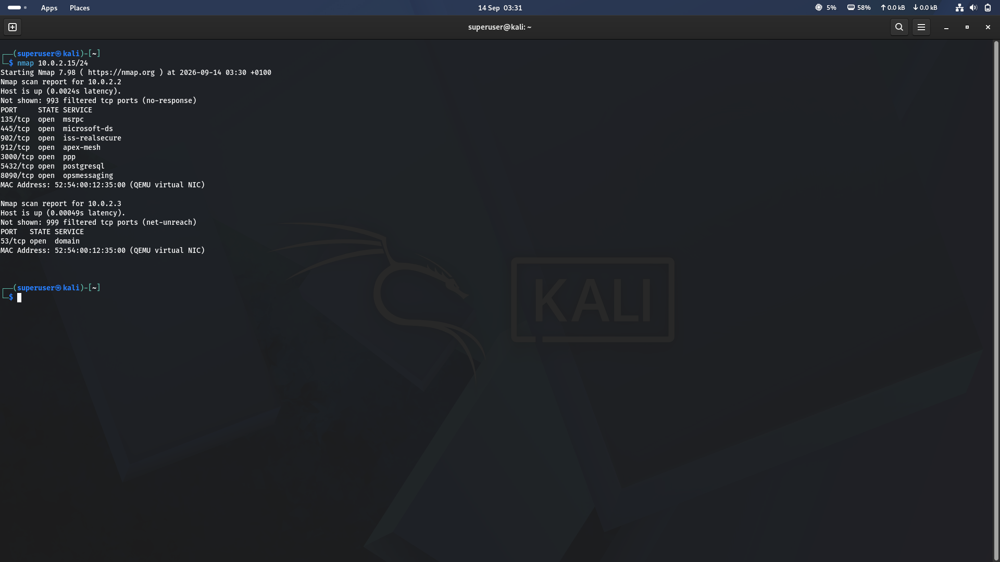 Apps Places 14 Sep 03:31 5% 58% 0.0 kB 0.0 kB
superuser@kali: ~
┌──(superuser㉿kali)-[~]
└─$ nmap 10.0.2.15/24
Starting Nmap 7.98 ( https://nmap.org ) at 2026-09-14 03:30 +0100
Nmap scan report for 10.0.2.2
Host is up (0.0024s latency).
Not shown: 993 filtered tcp ports (no-response)
PORT     STATE SERVICE
135/tcp  open  msrpc
445/tcp  open  microsoft-ds
902/tcp  open  iss-realsecure
912/tcp  open  apex-mesh
3000/tcp open  ppp
5432/tcp open  postgresql
8090/tcp open  opsmessaging
MAC Address: 52:54:00:12:35:00 (QEMU virtual NIC)
Nmap scan report for 10.0.2.3
Host is up (0.00049s latency).
Not shown: 999 filtered tcp ports (net-unreach)
PORT   STATE SERVICE
53/tcp open  domain
MAC Address: 52:54:00:12:35:00 (QEMU virtual NIC)
┌──(superuser㉿kali)-[~]
└─$
KALI